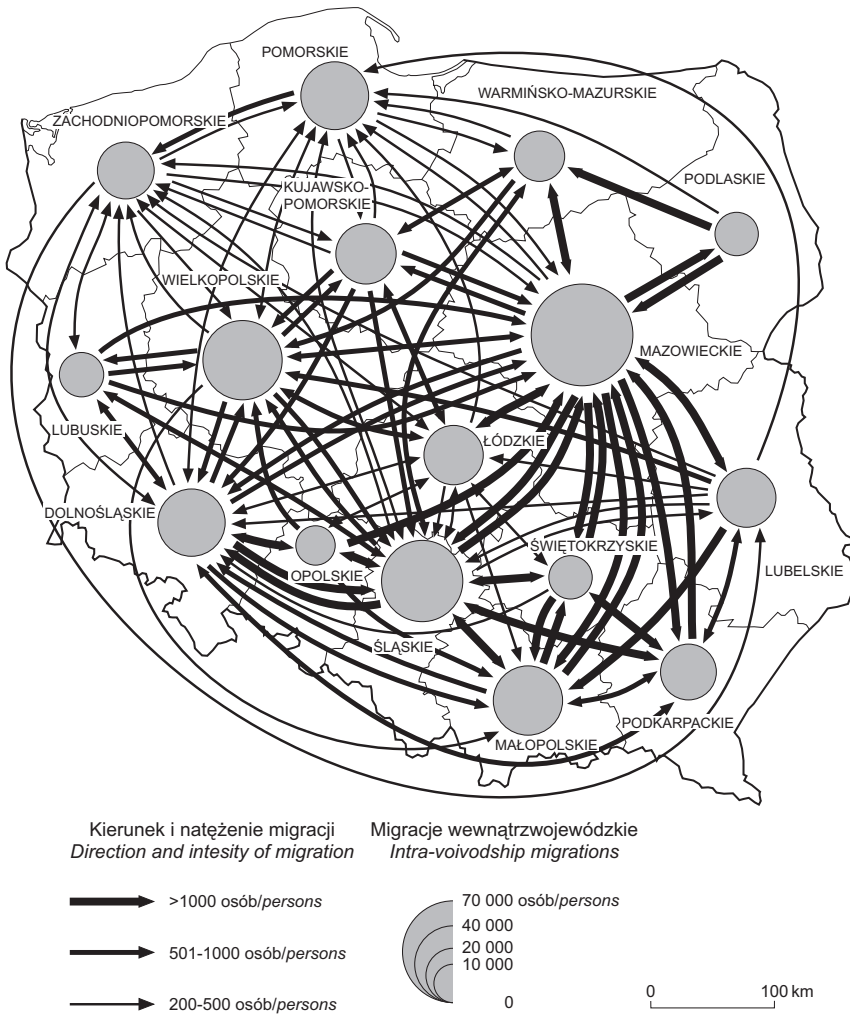 POMORSKIE
WARMIŃSKO-MAZURSKIE
ZACHODNIOPOMORSKIE
PODLASKIE
KUJAWSKO-
POMORSKIE
WIELKOPOLSKIE
MAZOWIECKIE
LUBUSKIE
ŁÓDZKIE
DOLNOŚLĄSKIE
ŚWIĘTOKRZYSKIE
OPOLSKIE
LUBELSKIE
ŚLĄSKIE
PODKARPACKIE
MAŁOPOLSKIE
Kierunek i natężenie migracji
Direction and intesity of migration
>1000 osób/persons
501-1000 osób/persons
200-500 osób/persons
Migracje wewnątrzwojewódzkie
Intra-voivodship migrations
70 000 osób/persons
40 000
20 000
10 000
0
0 100 km